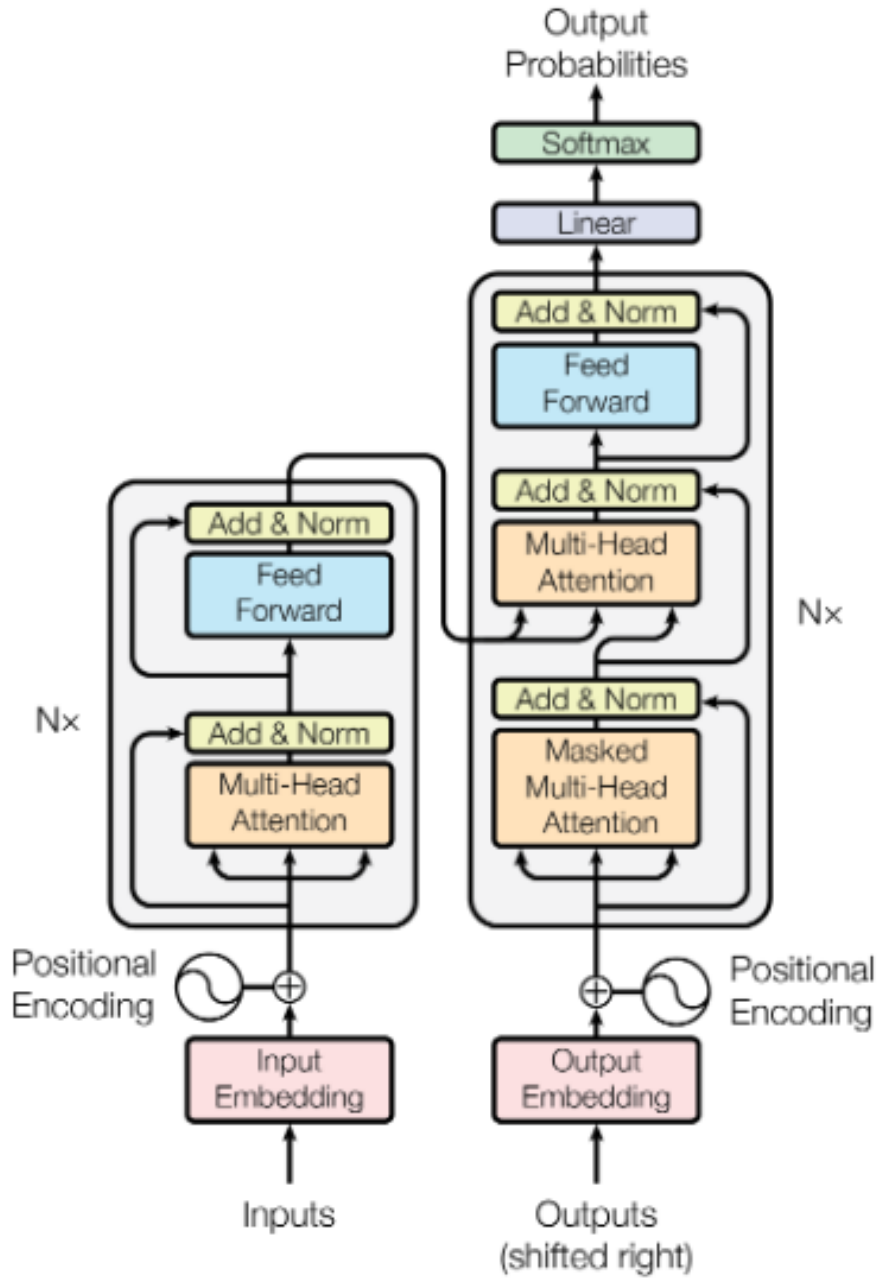 Output
Probabilities
Softmax
Linear
Add & Norm
Feed
Forward
Add & Norm
Multi-Head
Attention
Nx
Add & Norm
Masked
Multi-Head
Attention
Add & Norm
Feed
Forward
Nx
Add & Norm
Multi-Head
Attention
Positional
Encoding
Positional
Encoding
Input
Embedding
Output
Embedding
Inputs
Outputs
(shifted right)